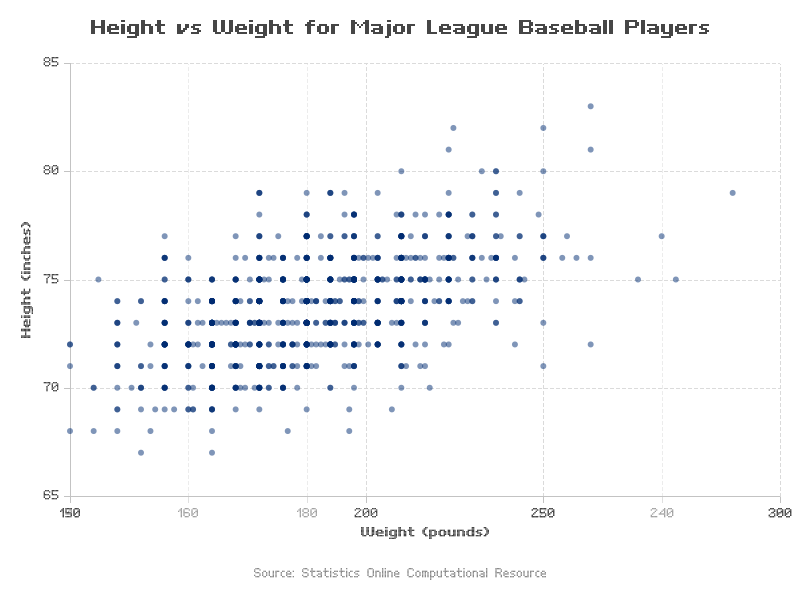 Height vs Weight for Major League Baseball Players
85
80
75
70
65
Height (inches)
150 160 180 200 250 240 300
Weight (pounds)
Source: Statistics Online Computational Resource